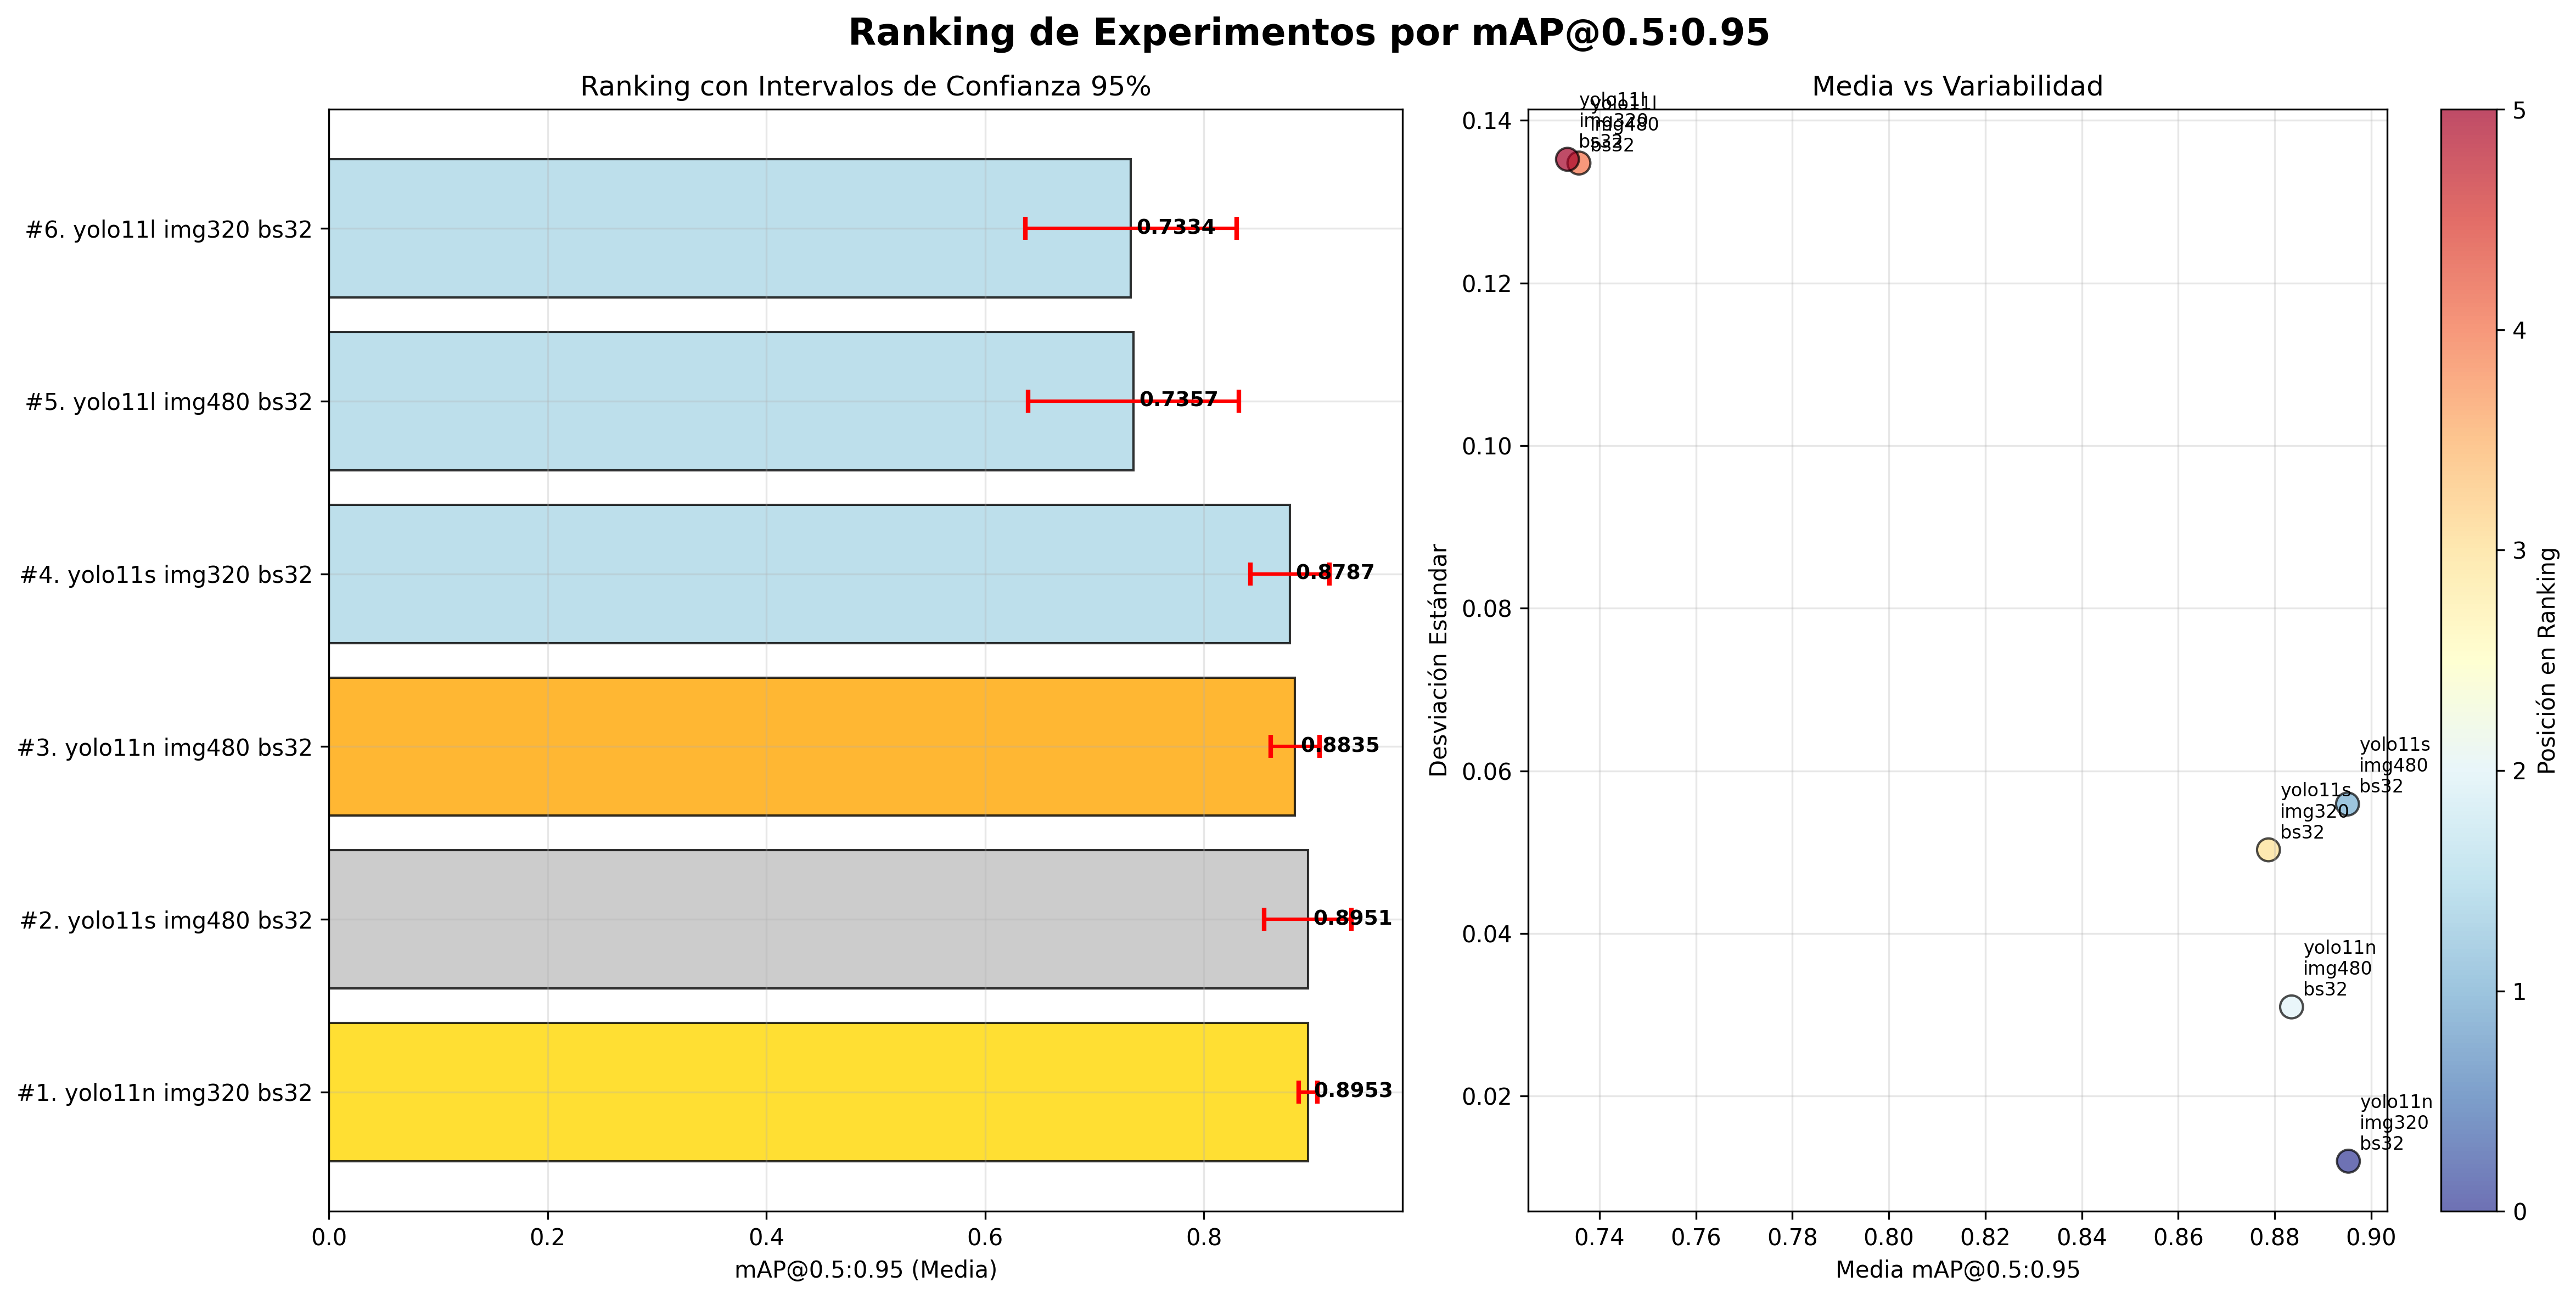 Ranking de Experimentos por mAP@0.5:0.95
Ranking con Intervalos de Confianza 95%
#6. yolo11l img320 bs32
0.7334
#5. yolo11l img480 bs32
0.7357
#4. yolo11s img320 bs32
0.8787
#3. yolo11n img480 bs32
0.8835
#2. yolo11s img480 bs32
0.8951
#1. yolo11n img320 bs32
0.8953
0.0
0.2
0.4
0.6
0.8
mAP@0.5:0.95 (Media)
Media vs Variabilidad
Desviación Estándar
0.14
0.12
0.10
0.08
0.06
0.04
0.02
yolo11l
img320
bs32
yolo11l
img480
bs32
yolo11s
img480
bs32
yolo11s
img320
bs32
yolo11n
img480
bs32
yolo11n
img320
bs32
0.74
0.76
0.78
0.80
0.82
0.84
0.86
0.88
0.90
Media mAP@0.5:0.95
5
4
3
2
1
0
Posición en Ranking